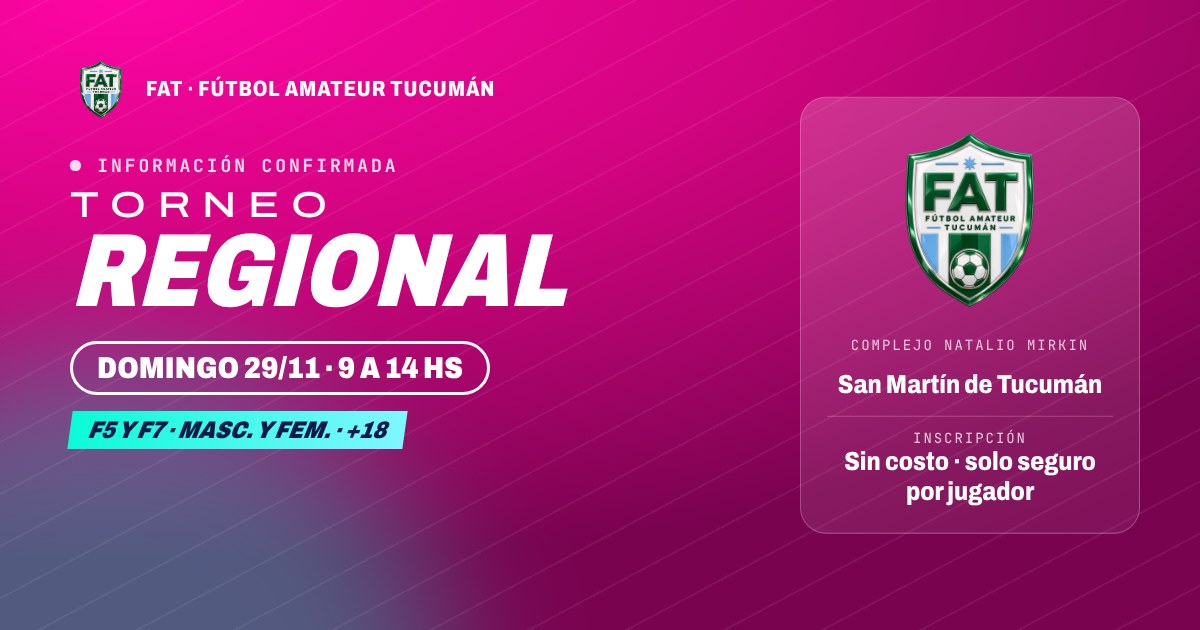 FAT · FÚTBOL AMATEUR TUCUMÁN
INFORMACIÓN CONFIRMADA
TORNEO
REGIONAL
DOMINGO 29/11 · 9 A 14 HS
F5 Y F7 · MASC. Y FEM. · +18
FAT
FÚTBOL AMATEUR
TUCUMÁN
COMPLEJO NATALIO MIRKIN
San Martín de Tucumán
INSCRIPCIÓN
Sin costo · solo seguro
por jugador